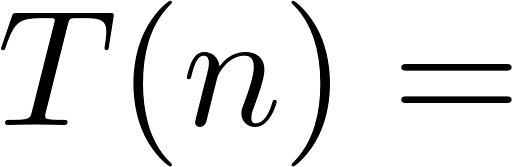 T(n) =